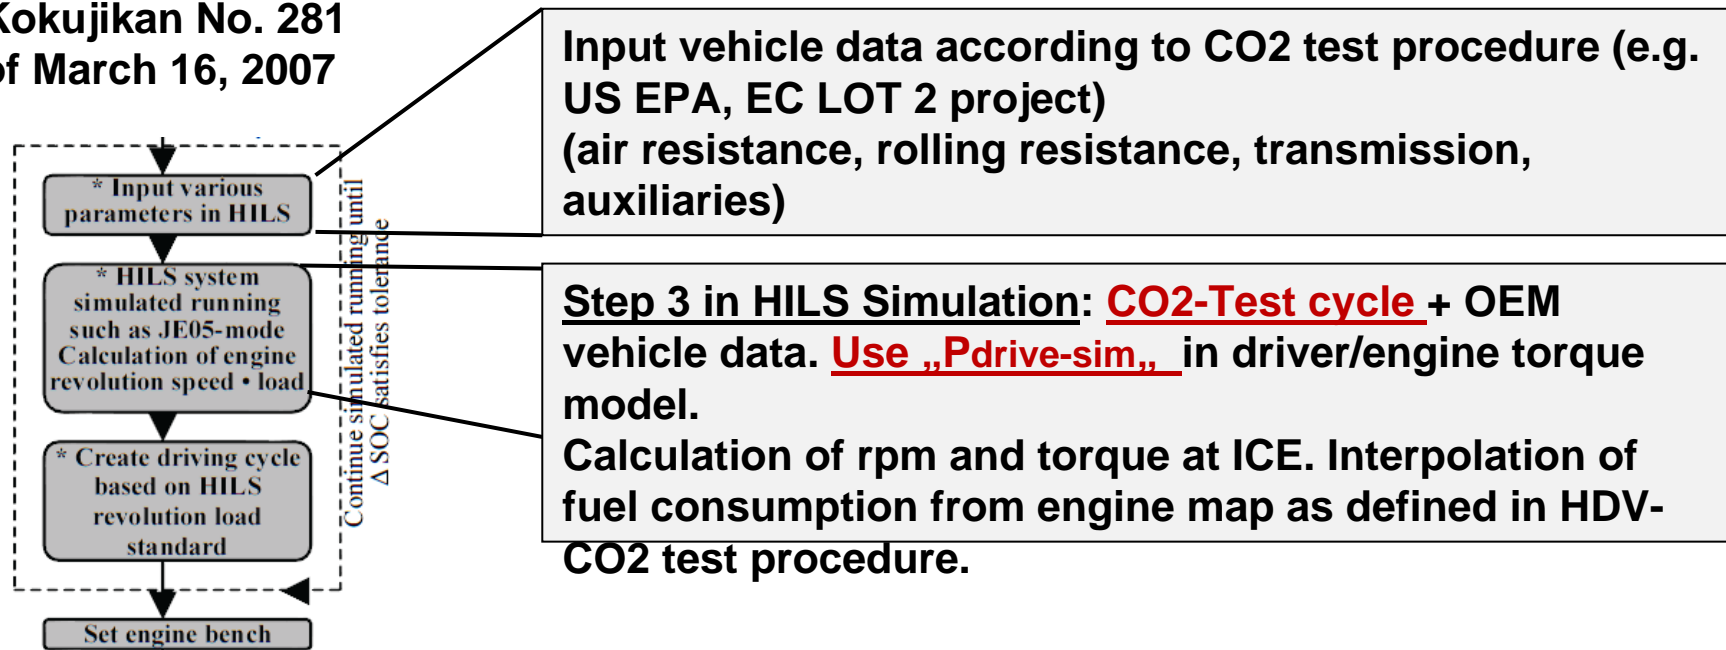 Kokujikan No. 281
of March 16, 2007
* Input various
parameters in HILS
* HILS system
simulated running
such as JE05-mode
Calculation of engine
revolution speed • load
* Create driving cycle
based on HILS
revolution load
standard
Set engine bench
Continue simulated running until
Δ SOC satisfies tolerance
Input vehicle data according to CO2 test procedure (e.g.
US EPA, EC LOT 2 project)
(air resistance, rolling resistance, transmission,
auxiliaries)
Step 3 in HILS Simulation: CO2-Test cycle + OEM
vehicle data. Use „Pdrive-sim„ in driver/engine torque
model.
Calculation of rpm and torque at ICE. Interpolation of
fuel consumption from engine map as defined in HDV-
CO2 test procedure.